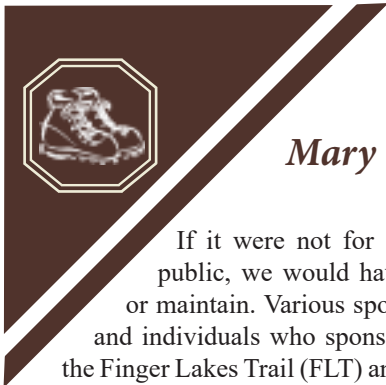 Mary
If it were not for
public, we would hav
or maintain. Various spo
and individuals who spons
the Finger Lakes Trail (FLT) an